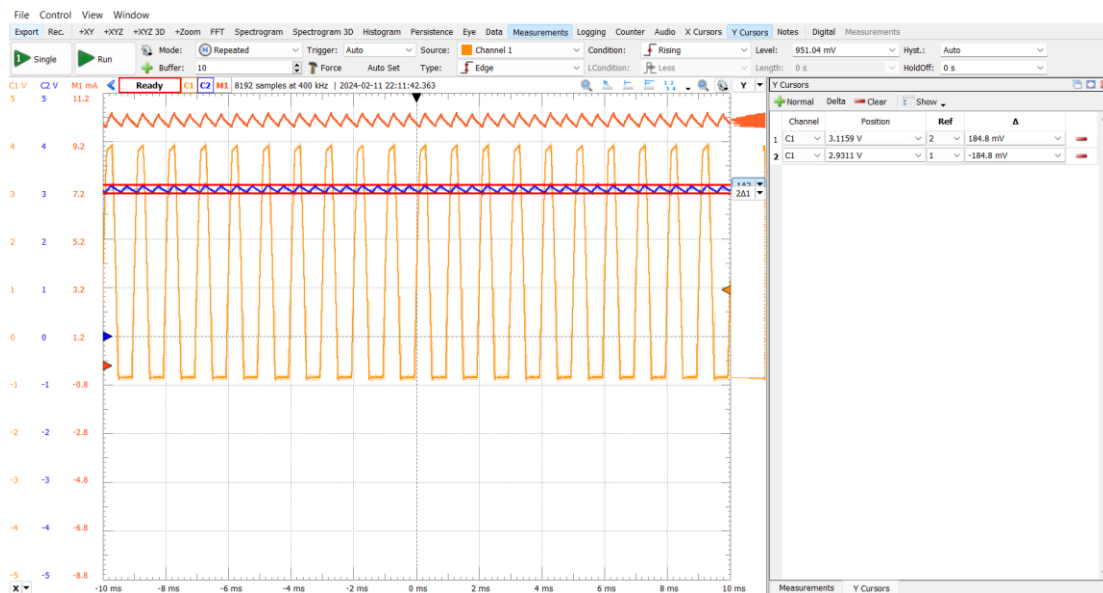 File Control View Window
Export Rec. +XY +XYZ +XYZ 3D +Zoom FFT Spectrogram Spectrogram 3D Histogram Persistence Eye Data Measurements Logging Counter Audio X Cursors Y Cursors Notes Digital Measurements
Single Run Mode: Repeated Trigger: Auto Source: Channel 1 Condition: Rising Level: 951.04 mV Hyst.: Auto
Buffer: 10 Force Auto Set Type: Edge LCondition: Less Length: 0 s HoldOff: 0 s
C1 V C2 V M1 mA Ready C1 C2 M1 8192 samples at 400 kHz | 2024-02-11 22:11:42.363 Y
5 5 11.2
4 4 9.2
3 3 7.2
2 2 5.2
1 1 3.2
0 0 1.2
-1 -1 -0.8
-2 -2 -2.8
-3 -3 -4.8
-4 -4 -6.8
-5 -5 -8.8
X -10 ms -8 ms -6 ms -4 ms -2 ms 0 ms 2 ms 4 ms 6 ms 8 ms 10 ms
2Δ1
Y Cursors
Normal Delta Clear Show
Channel Position Ref Δ
1 C1 3.1159 V 2 184.8 mV
2 C1 2.9311 V 1 -184.8 mV
Measurements Y Cursors